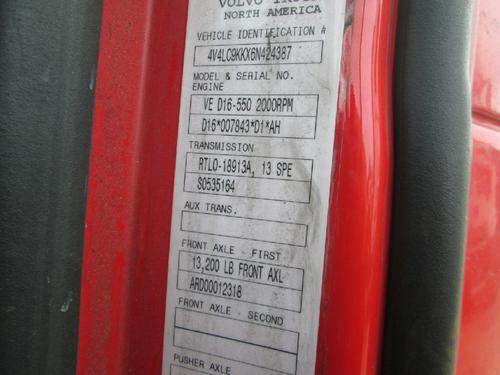 VOLVO TRUCK
NORTH AMERICA
VEHICLE IDENTIFICATION #
4V4LC9KKX6N424387
MODEL & SERIAL NO.
ENGINE
VE D16-550 2000RPM
D16*007843*D1*AH
TRANSMISSION
RTLO-18913A, 13 SPE
S0535164
AUX TRANS.
FRONT AXLE - FIRST
13,200 LB FRONT AXL
ARD00012318
FRONT AXLE - SECOND
PUSHER AXLE